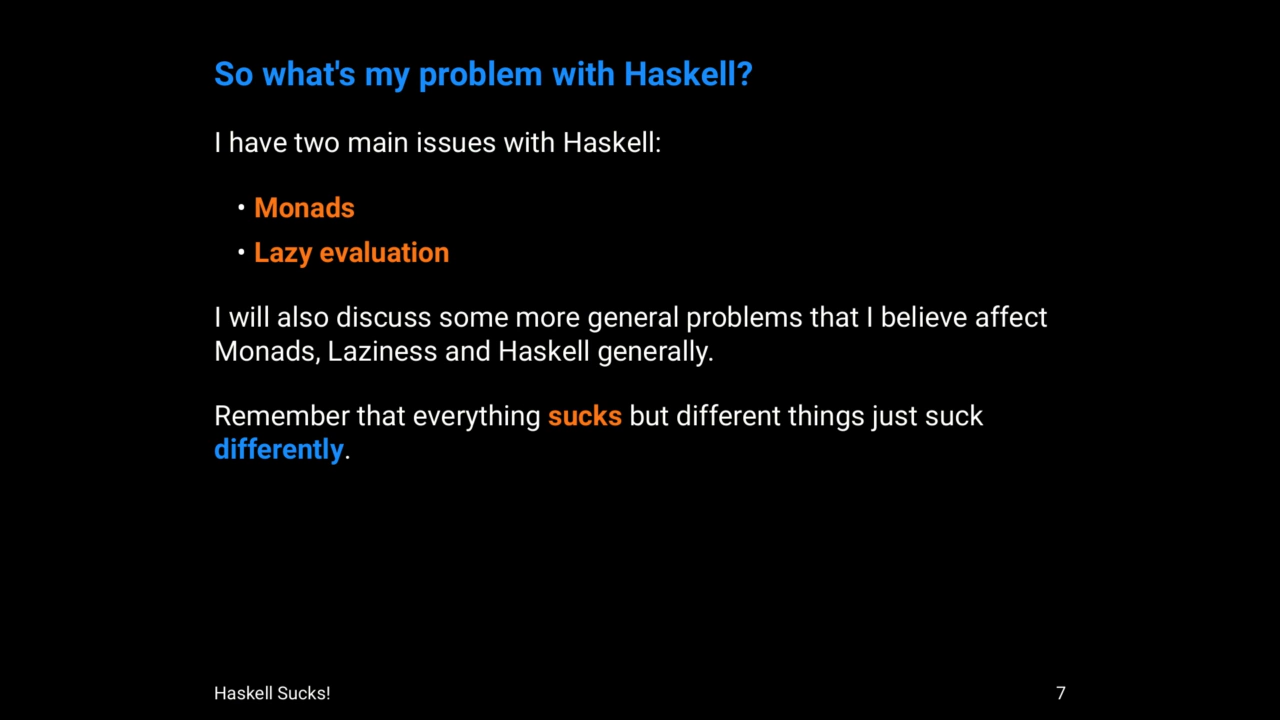 So what's my problem with Haskell?
I have two main issues with Haskell:
• Monads
• Lazy evaluation
I will also discuss some more general problems that I believe affect
Monads, Laziness and Haskell generally.
Remember that everything sucks but different things just suck
differently.
Haskell Sucks!
7